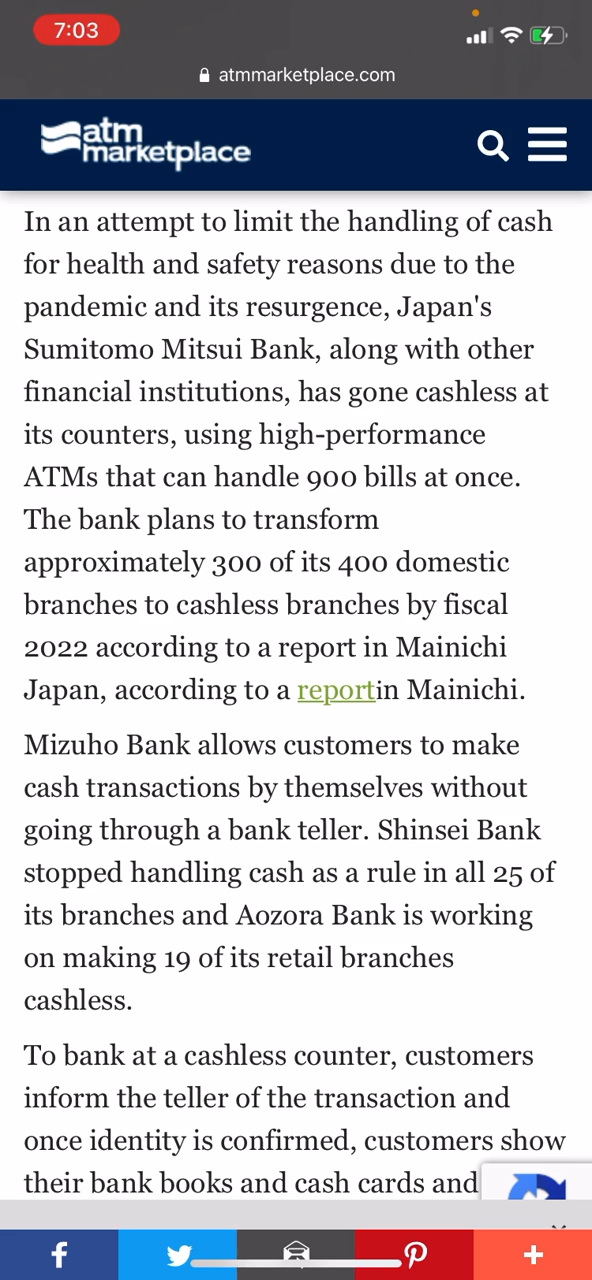 7:03
atmmarketplace.com
atm
marketplace
In an attempt to limit the handling of cash
for health and safety reasons due to the
pandemic and its resurgence, Japan's
Sumitomo Mitsui Bank, along with other
financial institutions, has gone cashless at
its counters, using high-performance
ATMs that can handle 900 bills at once.
The bank plans to transform
approximately 300 of its 400 domestic
branches to cashless branches by fiscal
2022 according to a report in Mainichi
Japan, according to a reportin Mainichi.
Mizuho Bank allows customers to make
cash transactions by themselves without
going through a bank teller. Shinsei Bank
stopped handling cash as a rule in all 25 of
its branches and Aozora Bank is working
on making 19 of its retail branches
cashless.
To bank at a cashless counter, customers
inform the teller of the transaction and
once identity is confirmed, customers show
their bank books and cash cards and